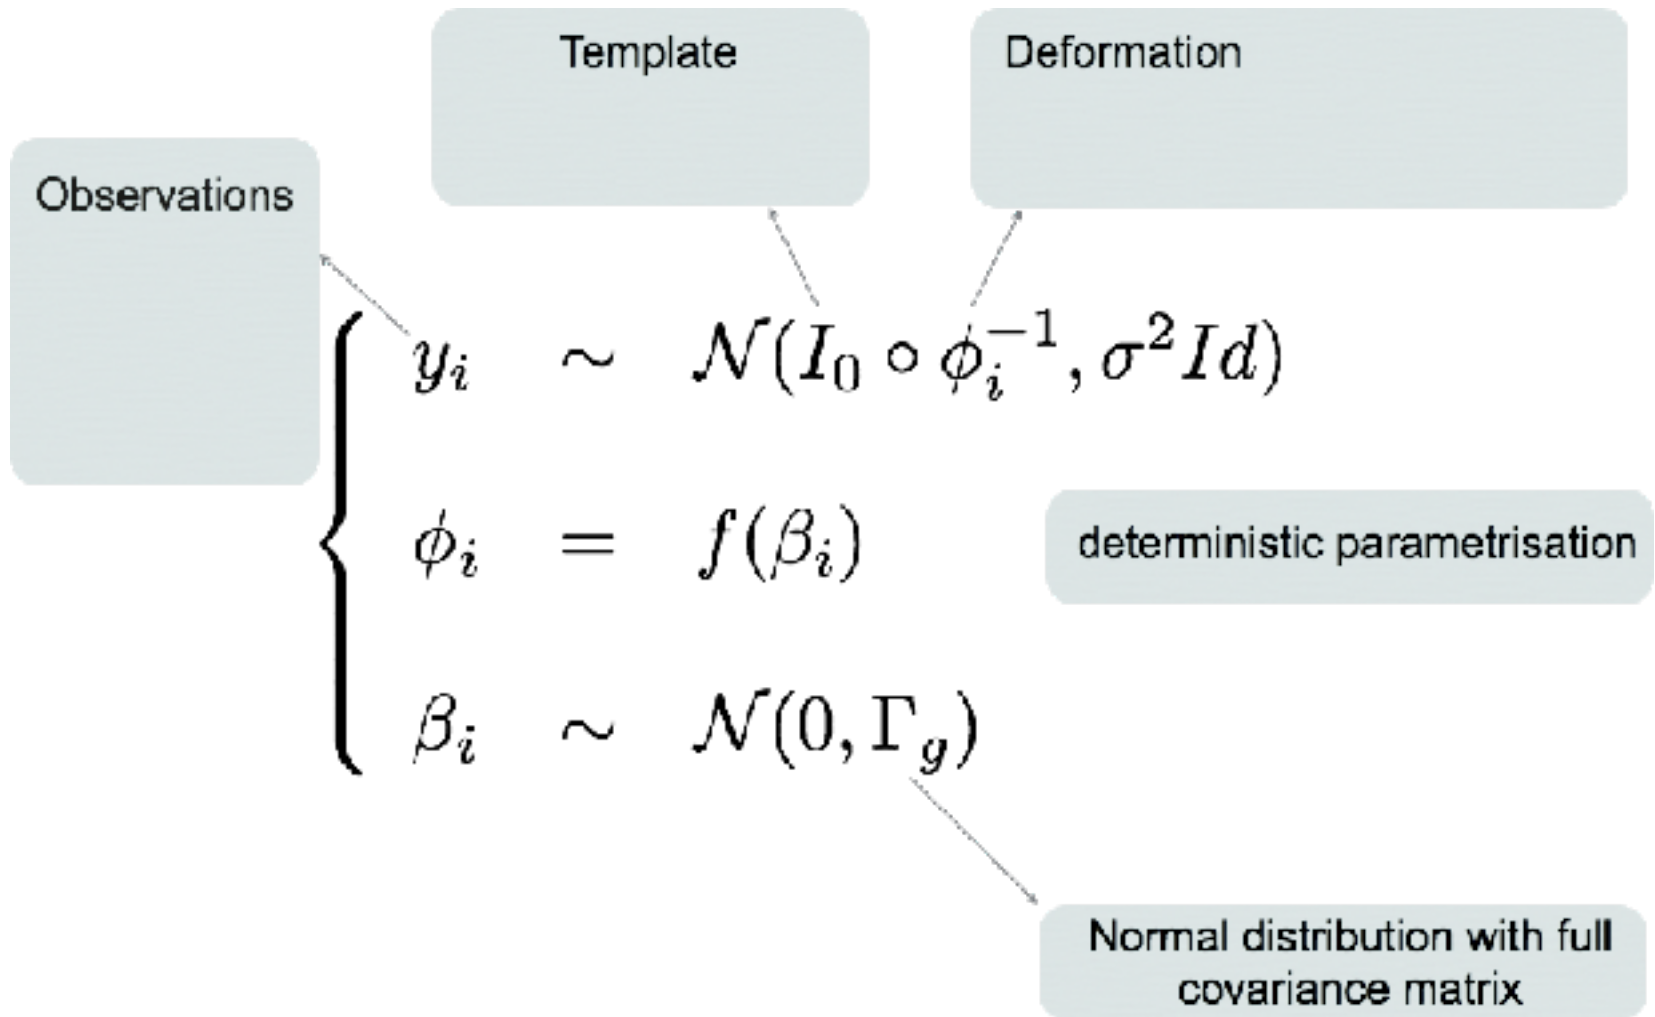 Template
Deformation
Observations
y_i ∼ 𝒩(I_0 ∘ ϕ_i^{-1}, σ^2 Id)
ϕ_i = f(β_i)
deterministic parametrisation
β_i ∼ 𝒩(0, Γ_g)
Normal distribution with full
covariance matrix